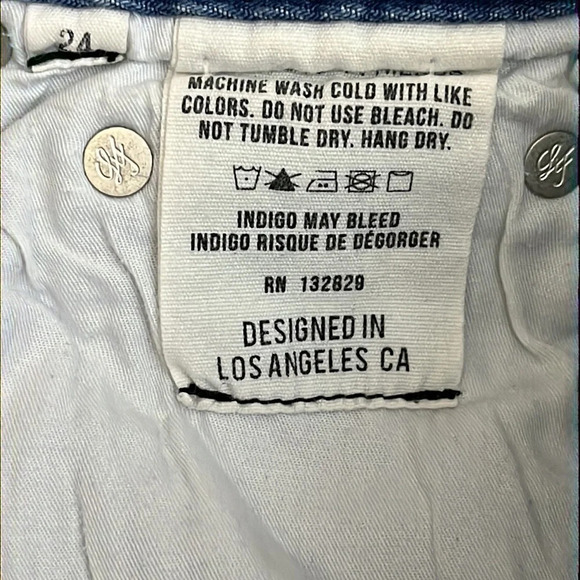 24
MACHINE WASH COLD WITH LIKE
COLORS. DO NOT USE BLEACH. DO
NOT TUMBLE DRY. HANG DRY.
INDIGO MAY BLEED
INDIGO RISQUE DE DÉGORGER
RN 132829
DESIGNED IN
LOS ANGELES CA